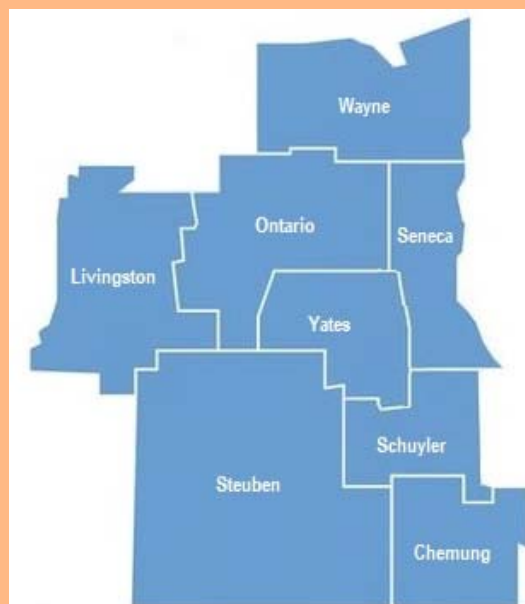 Wayne
Ontario
Seneca
Livingston
Yates
Schuyler
Steuben
Chemung